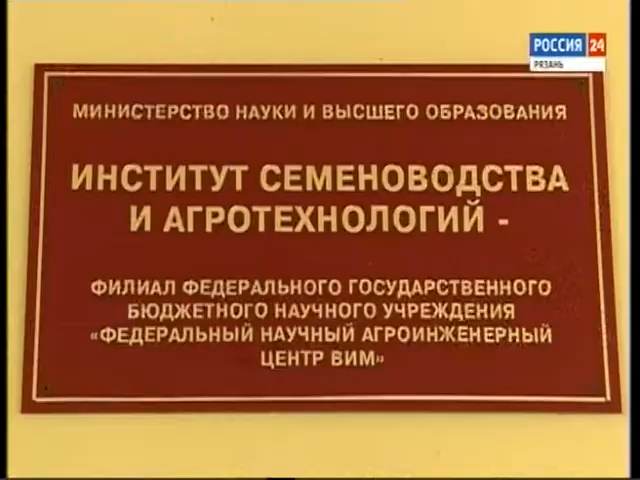 РОССИЯ 24
РЯЗАНЬ
МИНИСТЕРСТВО НАУКИ И ВЫСШЕГО ОБРАЗОВАНИЯ
ИНСТИТУТ СЕМЕНОВОДСТВА
И АГРОТЕХНОЛОГИЙ -
ФИЛИАЛ ФЕДЕРАЛЬНОГО ГОСУДАРСТВЕННОГО
БЮДЖЕТНОГО НАУЧНОГО УЧРЕЖДЕНИЯ
«ФЕДЕРАЛЬНЫЙ НАУЧНЫЙ АГРОИНЖЕНЕРНЫЙ
ЦЕНТР ВИМ»